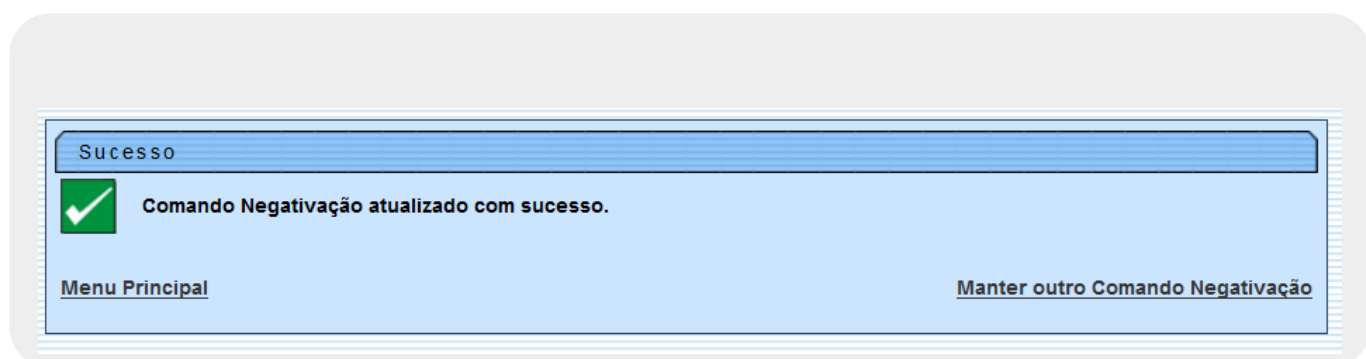 Sucesso
Comando Negativação atualizado com sucesso.
Menu Principal
Manter outro Comando Negativação